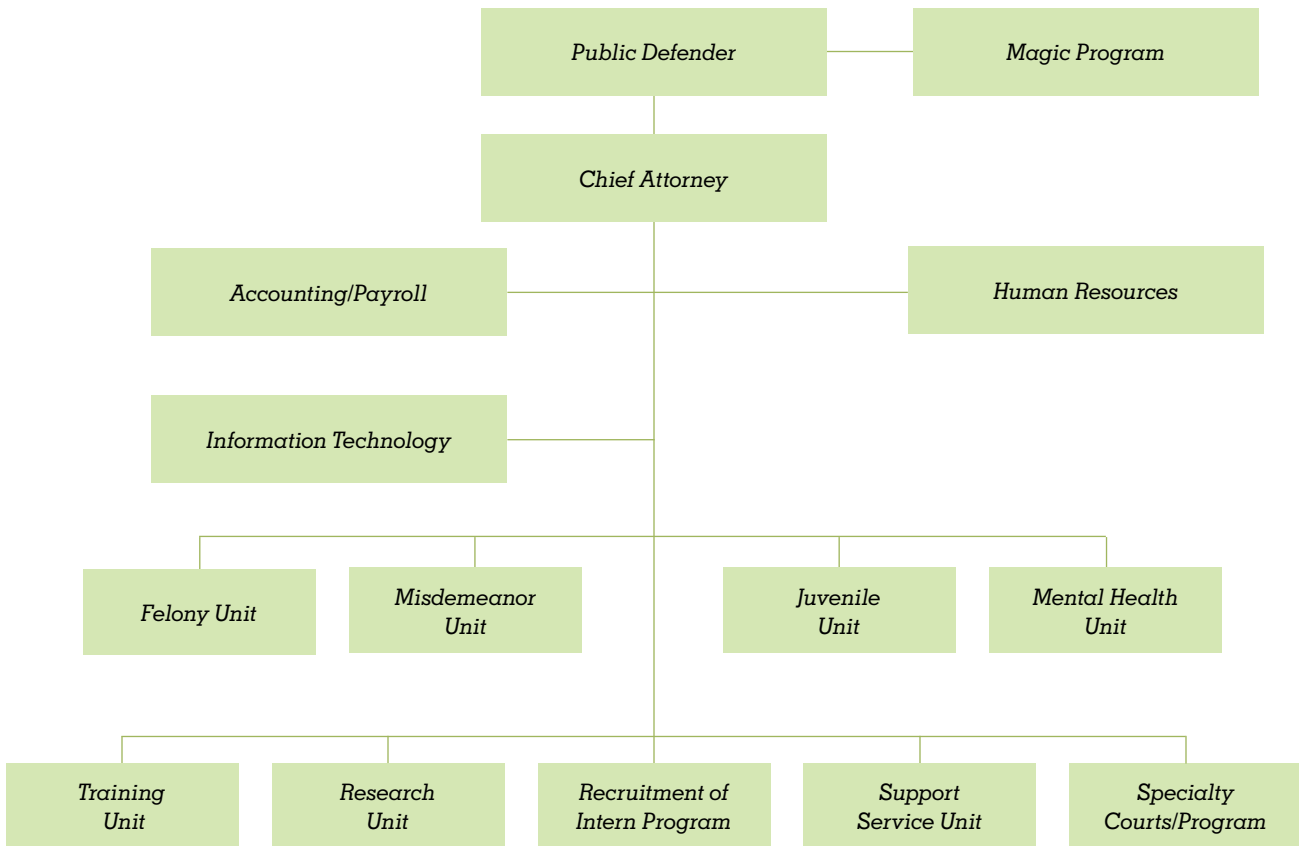 Public Defender
Magic Program
Chief Attorney
Accounting/Payroll
Human Resources
Information Technology
Felony Unit
Misdemeanor
Unit
Juvenile
Unit
Mental Health
Unit
Training
Unit
Research
Unit
Recruitment of
Intern Program
Support
Service Unit
Specialty
Courts/Program